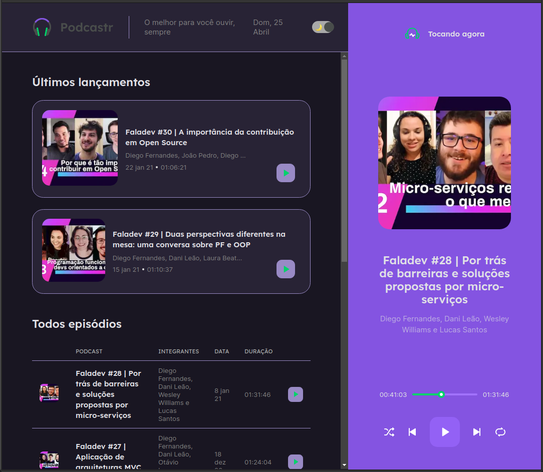 Podcastr
O melhor para você ouvir,
sempre
Dom, 25
Abril
Últimos lançamentos
Por que é tão
contribuir em Open S
Faladev #30 | A importância da contribuição
em Open Source
Diego Fernandes, João Pedro, Diego ...
22 jan 21 • 01:06:21
Programação funcion
devs orientados a
Faladev #29 | Duas perspectivas diferentes na
mesa: uma conversa sobre PF e OOP
Diego Fernandes, Dani Leão, Laura Beat...
15 jan 21 • 01:10:37
Todos episódios
PODCAST
INTEGRANTES
DATA
DURAÇÃO
Faladev #28 | Por
trás de barreiras
e soluções
propostas por
micro-serviços
Diego
Fernandes,
Dani Leão,
Wesley
Williams e
Lucas
Santos
8 jan
21
01:31:46
Faladev #27 |
Aplicação de
arquiteturas MVC
Diego
Fernandes,
Dani Leão,
Otávio
18
dez
01:24:04
Tocando agora
2
Micro-serviços re
o que me
Faladev #28 | Por trás
de barreiras e soluções
propostas por micro-
serviços
Diego Fernandes, Dani Leão, Wesley
Williams e Lucas Santos
00:41:03
01:31:46